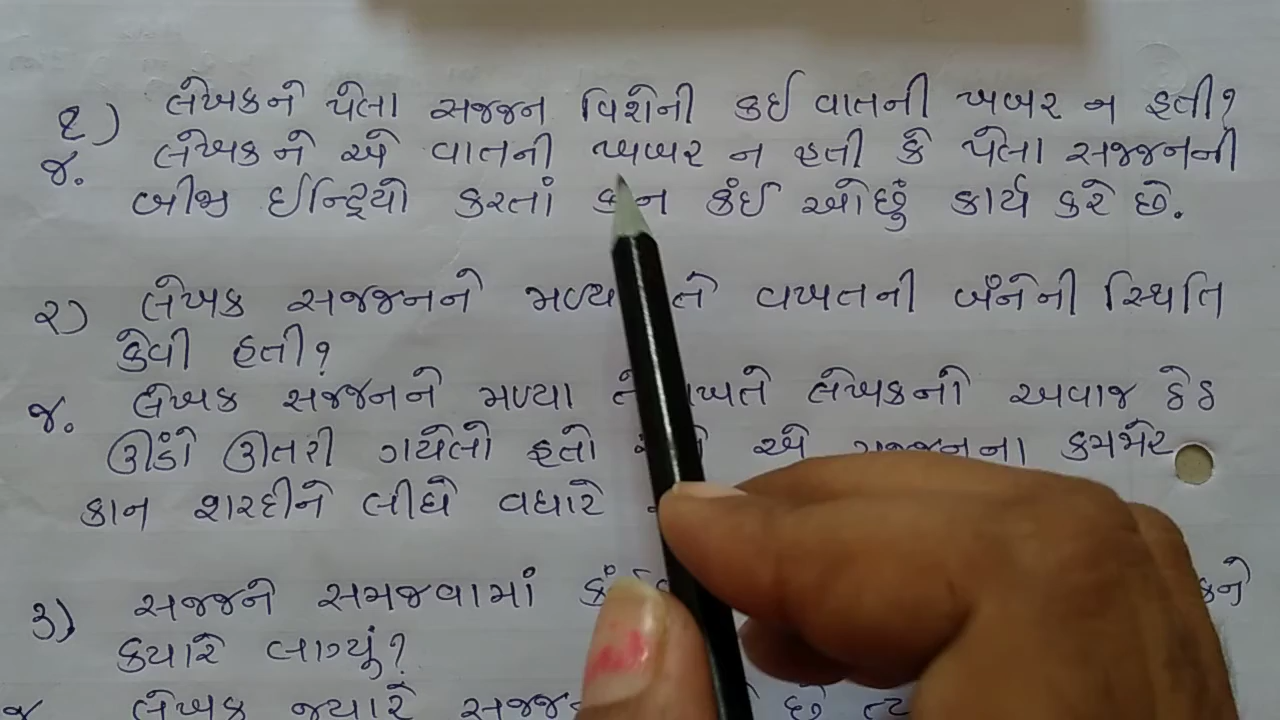 ૧) લેખકને પેલા સજ્જન વિશેની કઈ વાતની ખબર ન હતી?
જ. લેખકને એ વાતની ખબર ન હતી કે પેલા સજ્જનની
બીજી ઈન્દ્રિયો કરતાં કાન કંઈ ઓછું કાર્ય કરે છે.
૨) લેખક સજ્જનને મળ્યા તે વખતની બંનેની સ્થિતિ
કેવી હતી?
જ. લેખક સજ્જનને મળ્યા તે વખતે લેખકનો અવાજ છેક
ઊંડો ઊતરી ગયેલો હતો એ સજ્જનના
કાન શરદીને લીધે વધારે
૩) સજ્જને સમજવામાં
ક્યારે લાગ્યું?
જ લેખક જ્યારે